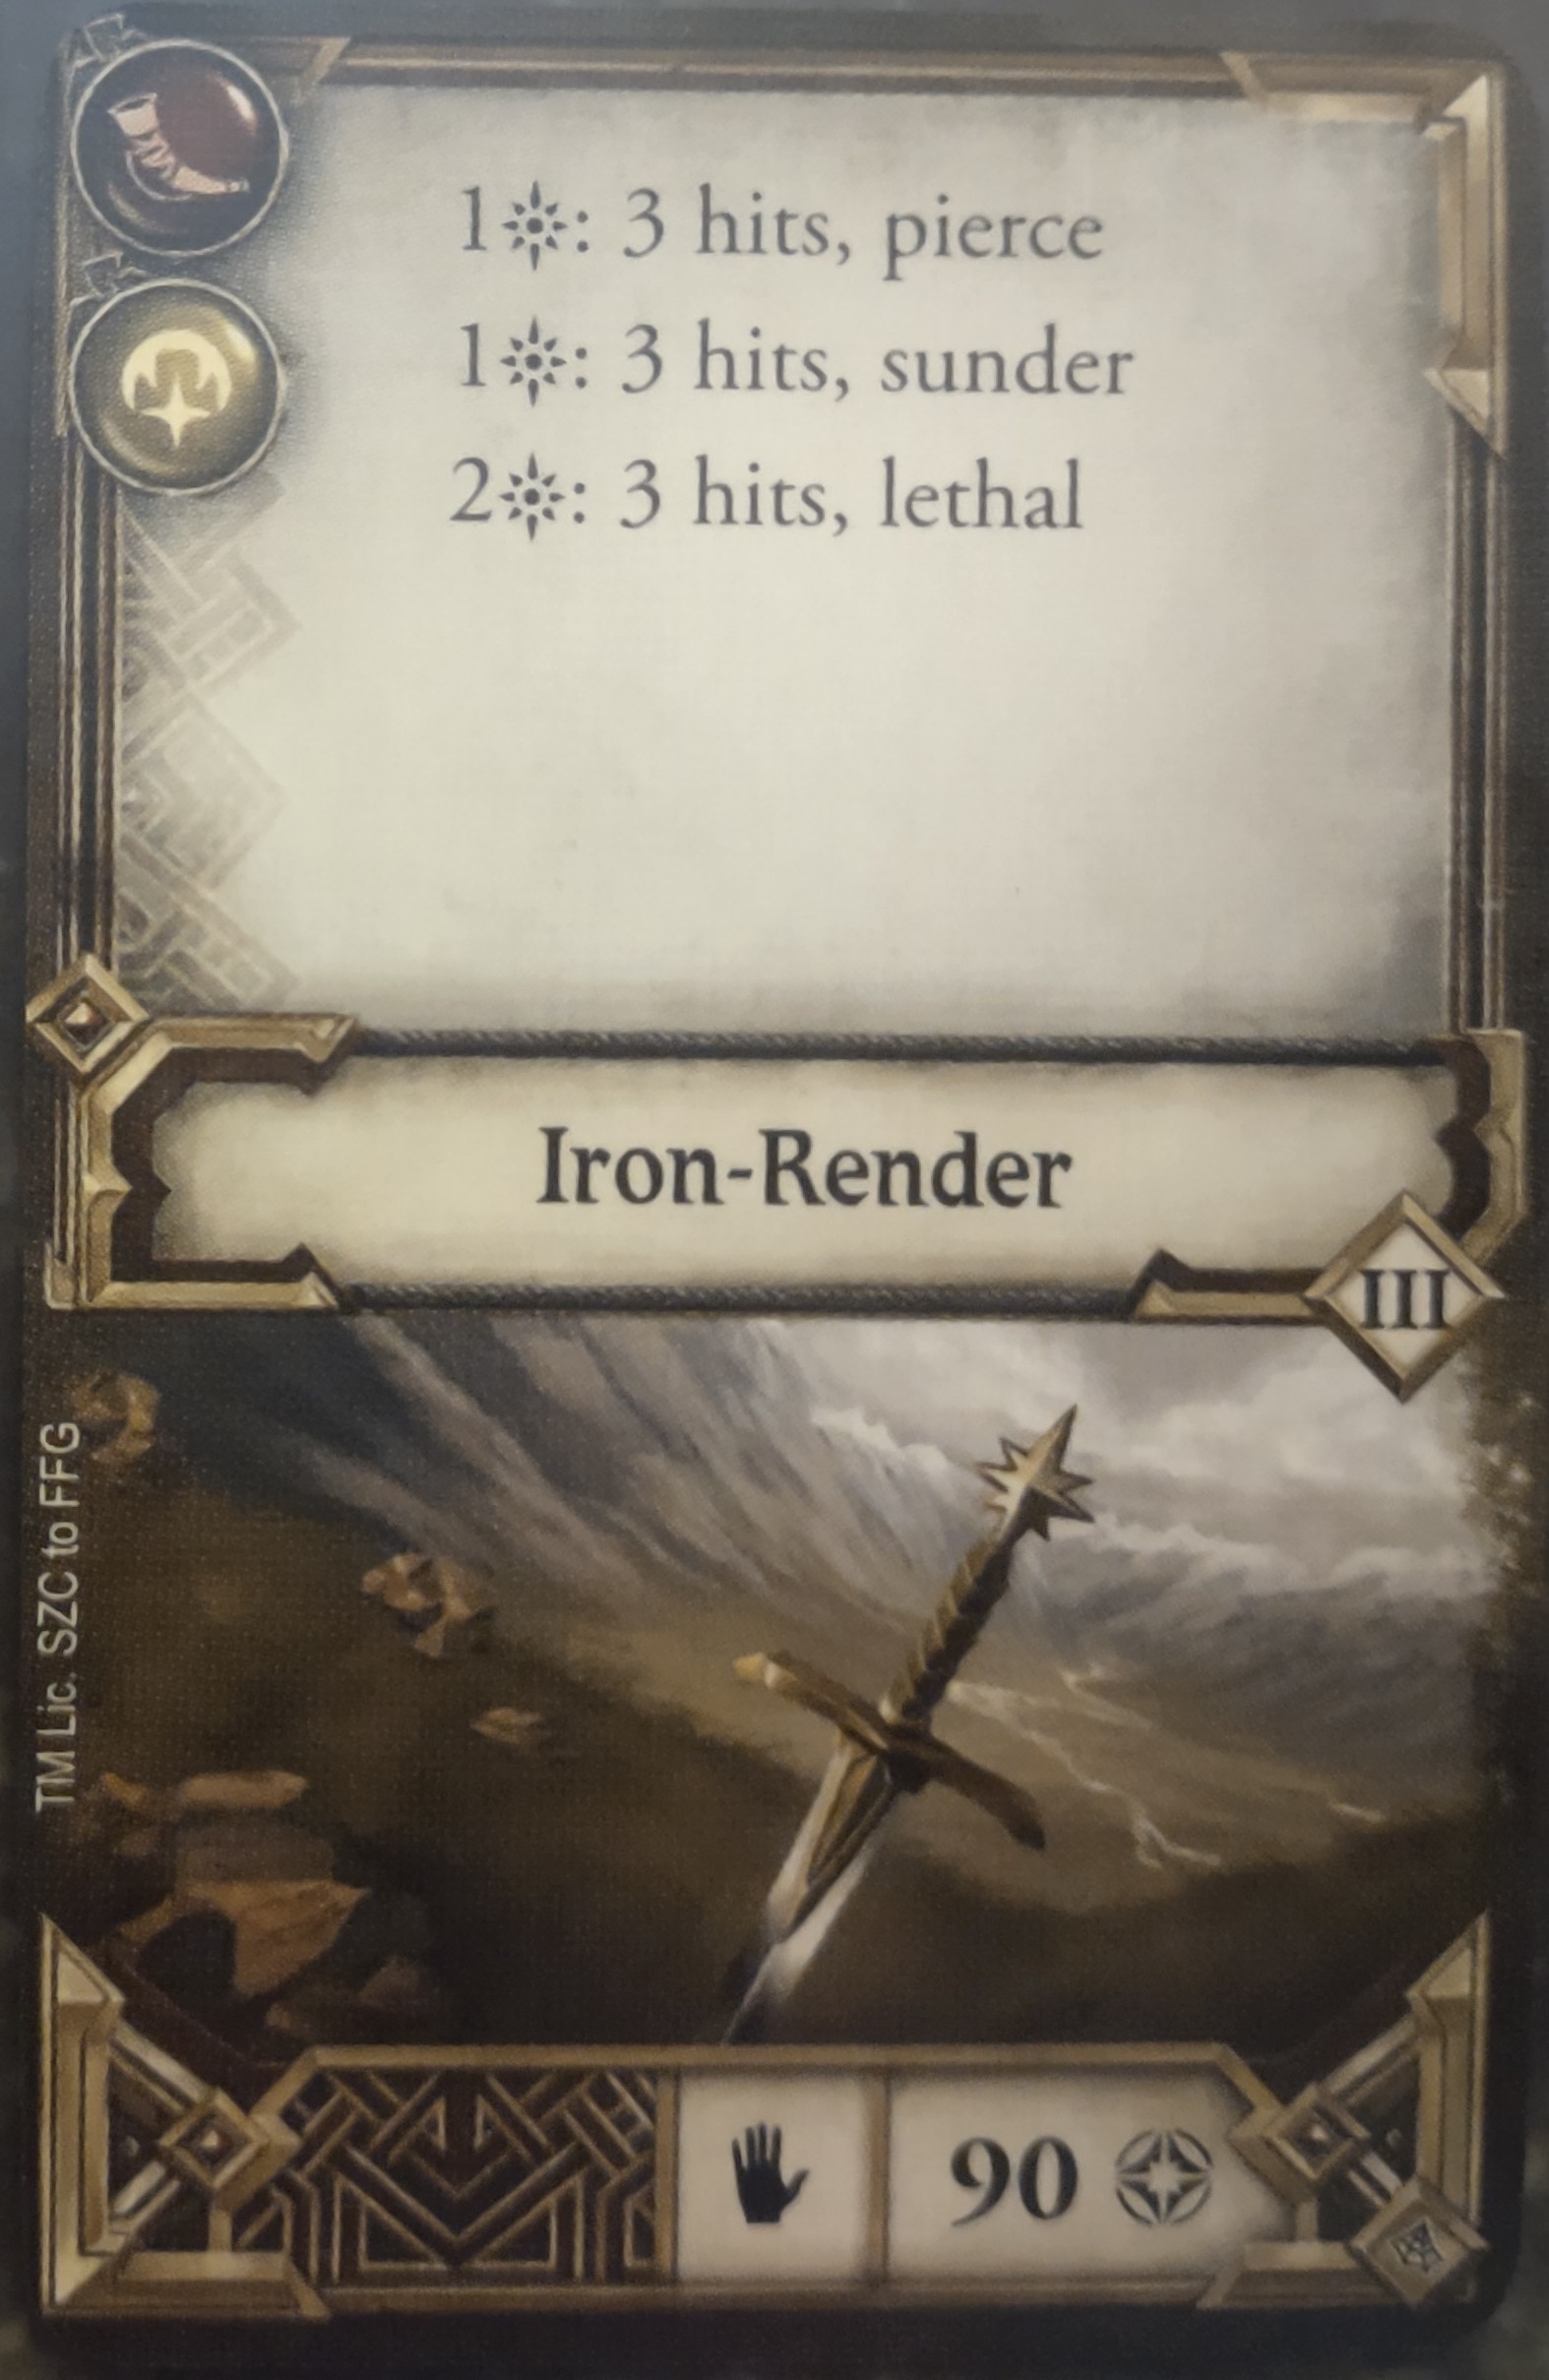 1: 3 hits, pierce
1: 3 hits, sunder
2: 3 hits, lethal
Iron-Render
III
TM Lic. SZC to FFG
90